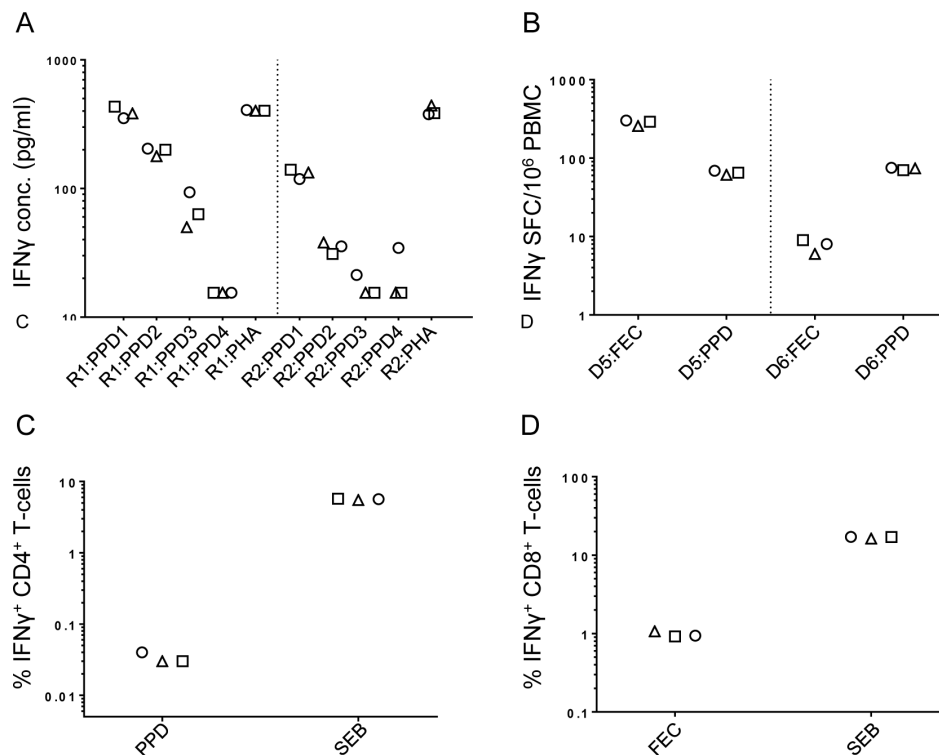 A
IFNγ conc. (pg/ml)
1000
100
10
R1:PPD1
R1:PPD2
R1:PPD3
R1:PPD4
R1:PHA
R2:PPD1
R2:PPD2
R2:PPD3
R2:PPD4
R2:PHA
B
IFNγ SFC/10⁶ PBMC
1000
100
10
1
D5:FEC
D5:PPD
D6:FEC
D6:PPD
C
D
C
% IFNγ⁺ CD4⁺ T-cells
10
1
0.1
0.01
PPD
SEB
D
% IFNγ⁺ CD8⁺ T-cells
100
10
1
0.1
FEC
SEB